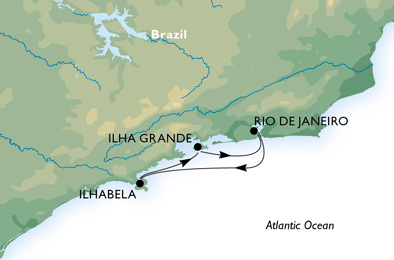 Brazil
RIO DE JANEIRO
ILHA GRANDE
ILHABELA
Atlantic Ocean